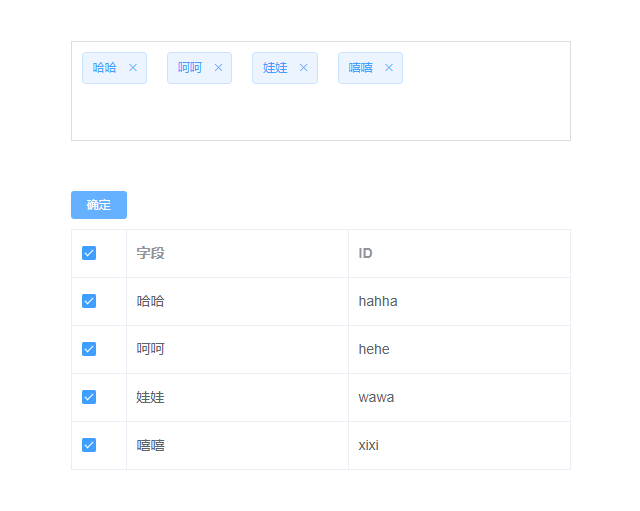 哈哈 呵呵 娃娃 嘻嘻
确定
字段 ID
哈哈 hahha
呵呵 hehe
娃娃 wawa
嘻嘻 xixi